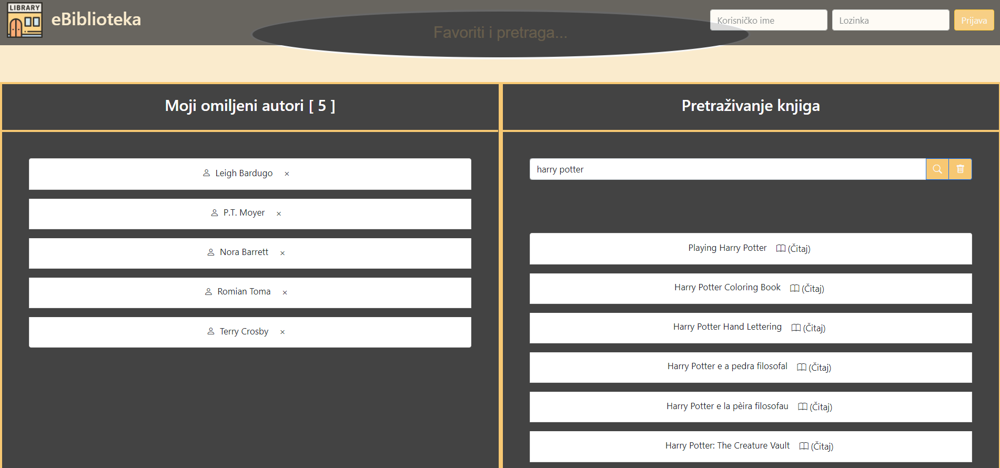 LIBRARY
eBiblioteka
Favoriti i pretraga...
Korisničko ime
Lozinka
Prijava
Moji omiljeni autori [ 5 ]
Leigh Bardugo ×
P.T. Moyer ×
Nora Barrett ×
Romian Toma ×
Terry Crosby ×
Pretraživanje knjiga
harry potter
Playing Harry Potter (Čitaj)
Harry Potter Coloring Book (Čitaj)
Harry Potter Hand Lettering (Čitaj)
Harry Potter e a pedra filosofal (Čitaj)
Harry Potter e la pèira filosofau (Čitaj)
Harry Potter: The Creature Vault (Čitaj)